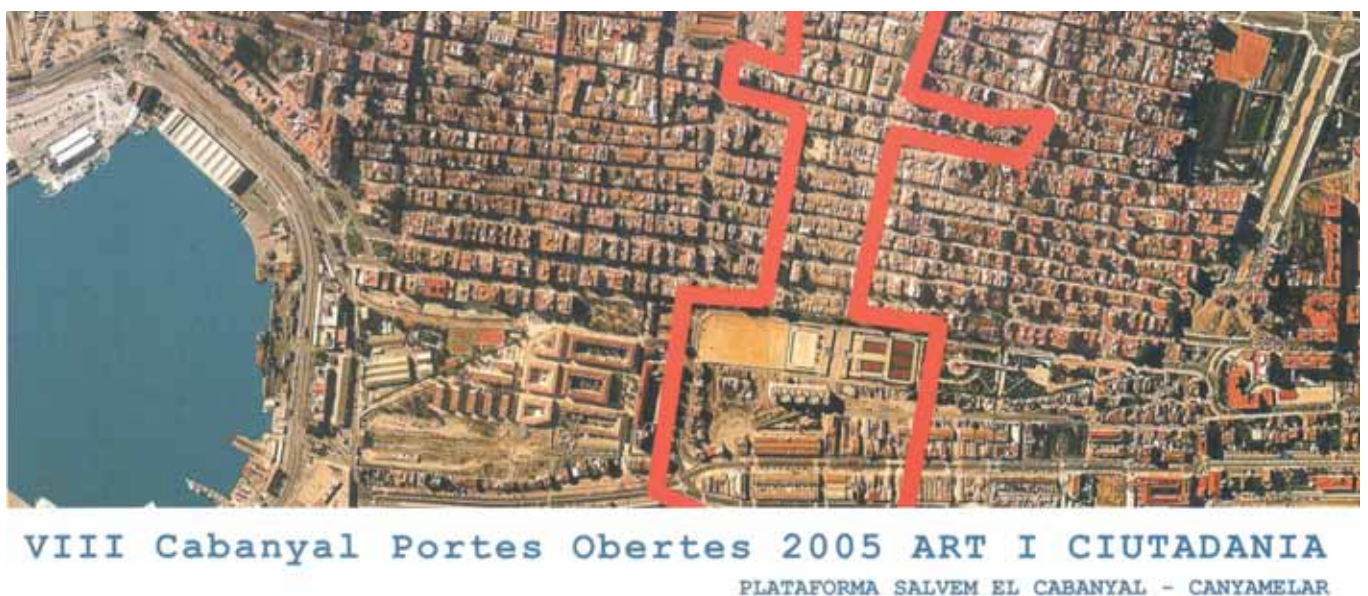 VIII Cabanyal Portes Obertes 2005 ART I CIUTADANIA
PLATAFORMA SALVEM EL CABANYAL - CANYAMELAR